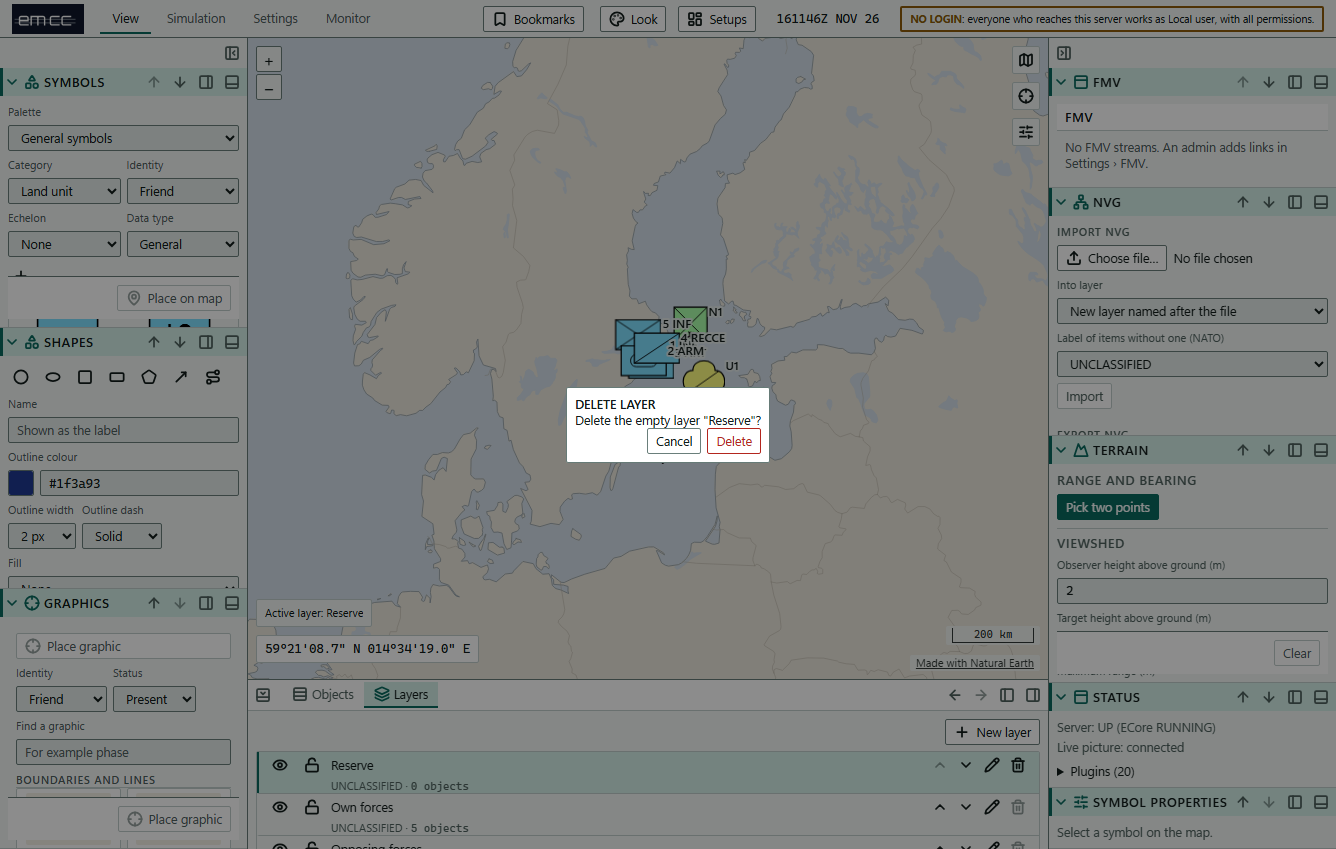 em.cc
View
Simulation
Settings
Monitor
Bookmarks
Look
Setups
161146Z NOV 26
NO LOGIN: everyone who reaches this server works as Local user, with all permissions.
SYMBOLS
Palette
General symbols
Category
Identity
Land unit
Friend
Echelon
Data type
None
General
Place on map
SHAPES
Name
Shown as the label
Outline colour
#1f3a93
Outline width
Outline dash
2 px
Solid
Fill
None
GRAPHICS
Place graphic
Identity
Status
Friend
Present
Find a graphic
For example phase
BOUNDARIES AND LINES
Place graphic
+
−
N1
5 INF
4 RECCE
2 ARM
U1
DELETE LAYER
Delete the empty layer "Reserve"?
Cancel
Delete
Active layer: Reserve
59°21'08.7" N 014°34'19.0" E
200 km
Made with Natural Earth
Objects
Layers
New layer
Reserve
UNCLASSIFIED · 0 objects
Own forces
UNCLASSIFIED · 5 objects
Opposing forces
FMV
FMV
No FMV streams. An admin adds links in
Settings › FMV.
NVG
IMPORT NVG
Choose file...
No file chosen
Into layer
New layer named after the file
Label of items without one (NATO)
UNCLASSIFIED
Import
EXPORT NVG
TERRAIN
RANGE AND BEARING
Pick two points
VIEWSHED
Observer height above ground (m)
2
Target height above ground (m)
Clear
STATUS
Server: UP (ECore RUNNING)
Live picture: connected
Plugins (20)
SYMBOL PROPERTIES
Select a symbol on the map.